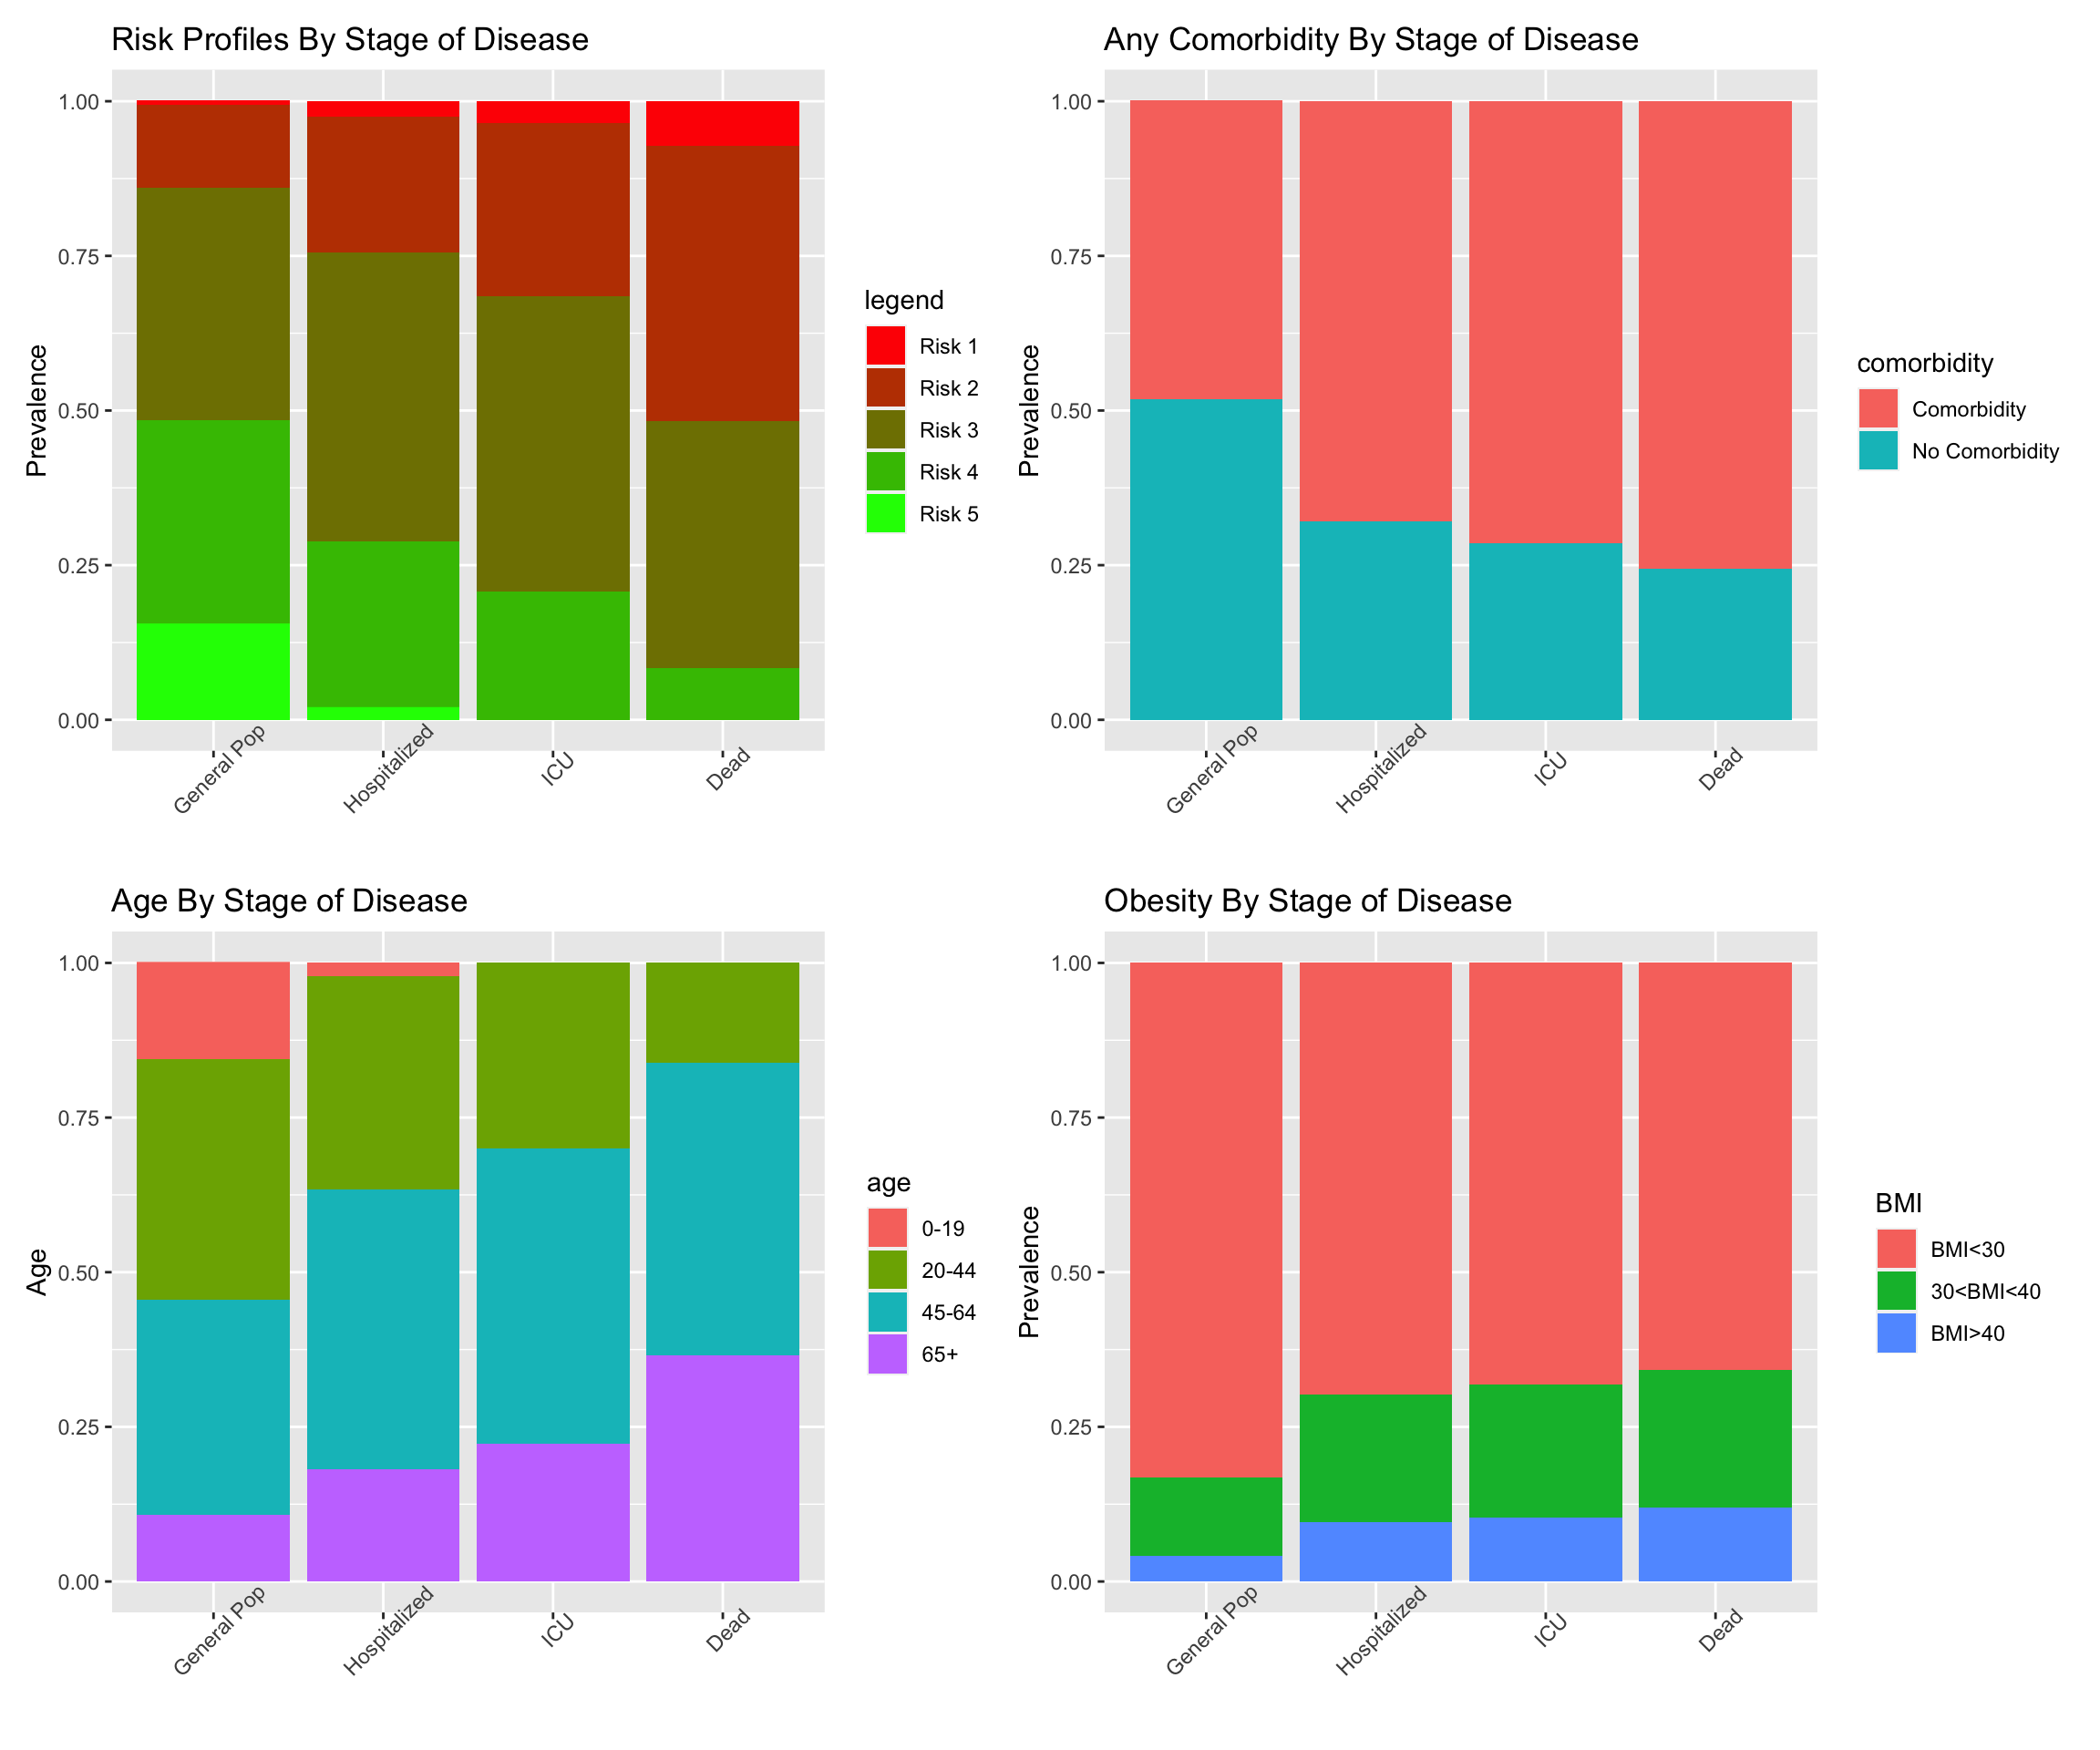 Risk Profiles By Stage of Disease
Prevalence
1.00
0.75
0.50
0.25
0.00
General Pop
Hospitalized
ICU
Dead
legend
Risk 1
Risk 2
Risk 3
Risk 4
Risk 5
Any Comorbidity By Stage of Disease
Prevalence
1.00
0.75
0.50
0.25
0.00
General Pop
Hospitalized
ICU
Dead
comorbidity
Comorbidity
No Comorbidity
Age By Stage of Disease
Age
1.00
0.75
0.50
0.25
0.00
General Pop
Hospitalized
ICU
Dead
age
0-19
20-44
45-64
65+
Obesity By Stage of Disease
Prevalence
1.00
0.75
0.50
0.25
0.00
General Pop
Hospitalized
ICU
Dead
BMI
BMI<30
30<BMI<40
BMI>40